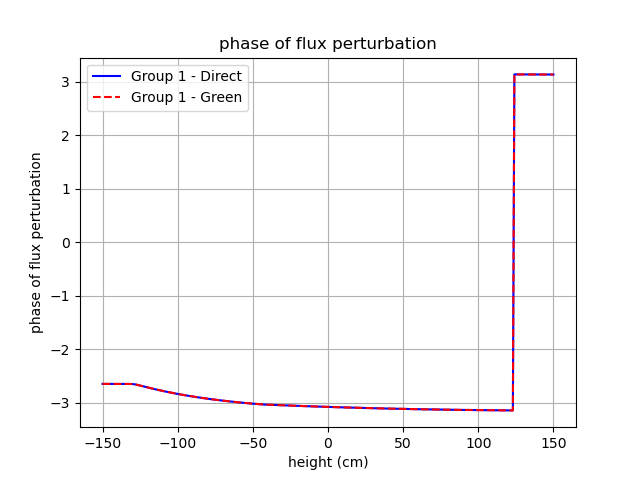 phase of flux perturbation
Group 1 - Direct
Group 1 - Green
phase of flux perturbation
3
2
1
0
−1
−2
−3
−150
−100
−50
0
50
100
150
height (cm)